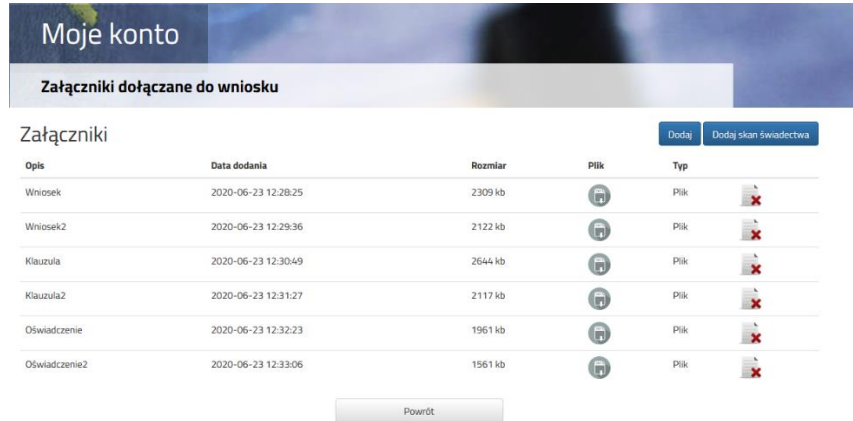 Moje konto
Załączniki dołączane do wniosku
Załączniki
Dodaj Dodaj skan świadectwa
Opis Data dodania Rozmiar Plik Typ
Wniosek 2020-06-23 12:28:25 2309 kb Plik
Wniosek2 2020-06-23 12:29:36 2122 kb Plik
Klauzula 2020-06-23 12:30:49 2644 kb Plik
Klauzula2 2020-06-23 12:31:27 2117 kb Plik
Oświadczenie 2020-06-23 12:32:23 1961 kb Plik
Oświadczenie2 2020-06-23 12:33:06 1561 kb Plik
Powrót